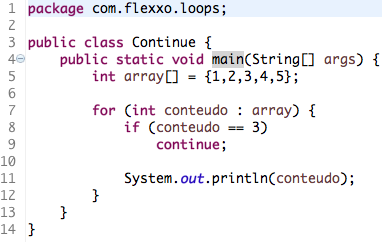 1 package com.flexxo.loops;
2
3 public class Continue {
4 public static void main(String[] args) {
5 int array[] = {1,2,3,4,5};
6
7 for (int conteudo : array) {
8 if (conteudo == 3)
9 continue;
10
11 System.out.println(conteudo);
12 }
13 }
14 }